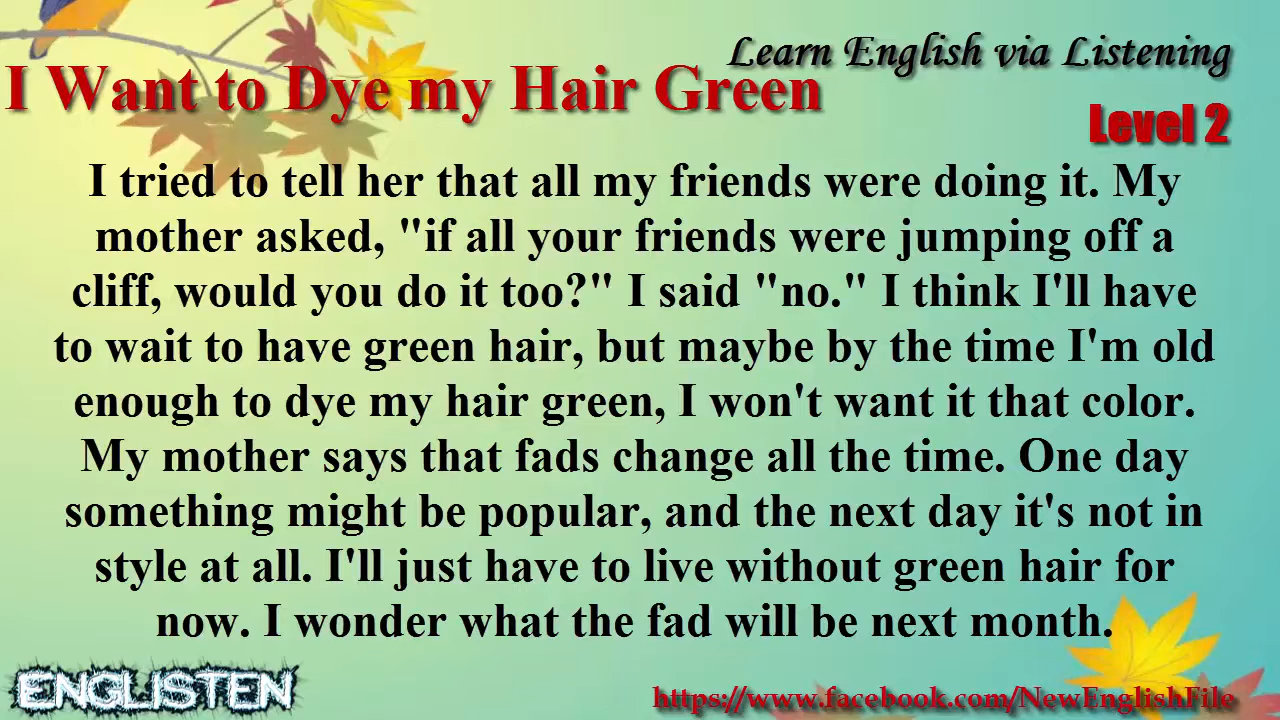 Learn English via Listening
I Want to Dye my Hair Green
Level 2
I tried to tell her that all my friends were doing it. My
mother asked, "if all your friends were jumping off a
cliff, would you do it too?" I said "no." I think I'll have
to wait to have green hair, but maybe by the time I'm old
enough to dye my hair green, I won't want it that color.
My mother says that fads change all the time. One day
something might be popular, and the next day it's not in
style at all. I'll just have to live without green hair for
now. I wonder what the fad will be next month.
ENGLISTEN
https://www.facebook.com/NewEnglishFile